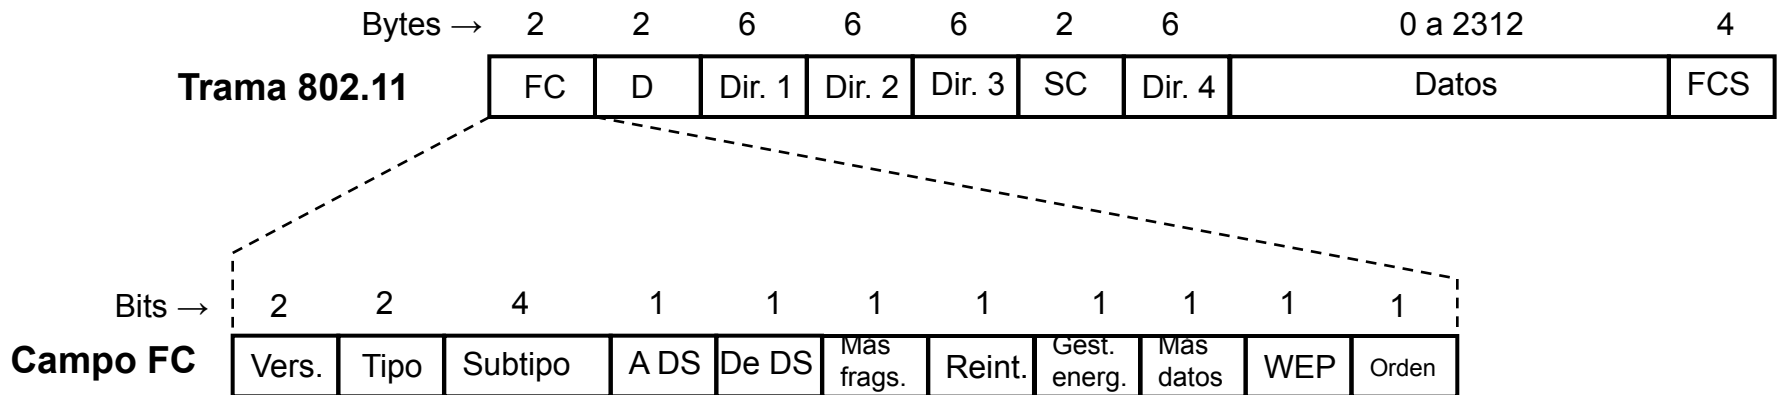 Bytes → 2 2 6 6 6 2 6 0 a 2312 4
Trama 802.11 FC D Dir. 1 Dir. 2 Dir. 3 SC Dir. 4 Datos FCS
Bits → 2 2 4 1 1 1 1 1 1 1 1
Campo FC Vers. Tipo Subtipo A DS De DS Más frags. Reint. Gest. energ. Más datos WEP Orden